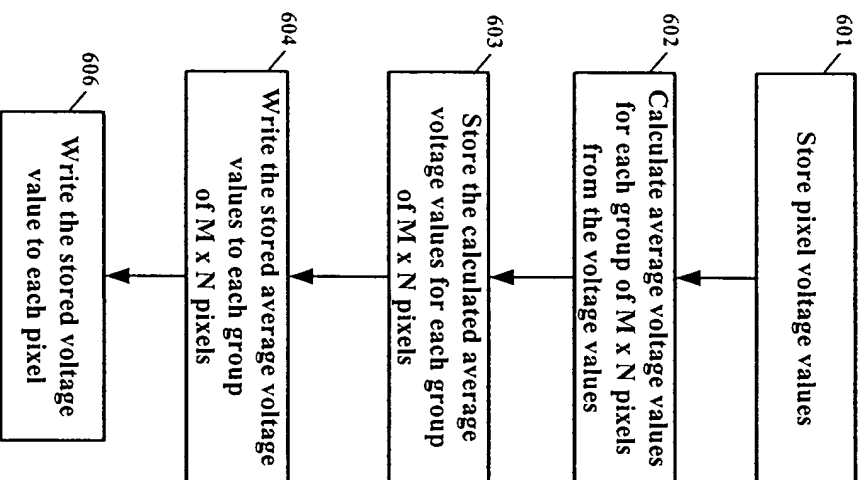 601
Store pixel voltage values
602
Calculate average voltage values
for each group of M x N pixels
from the voltage values
603
Store the calculated average
voltage values for each group
of M x N pixels
604
Write the stored average voltage
values to each group
of M x N pixels
606
Write the stored voltage
value to each pixel